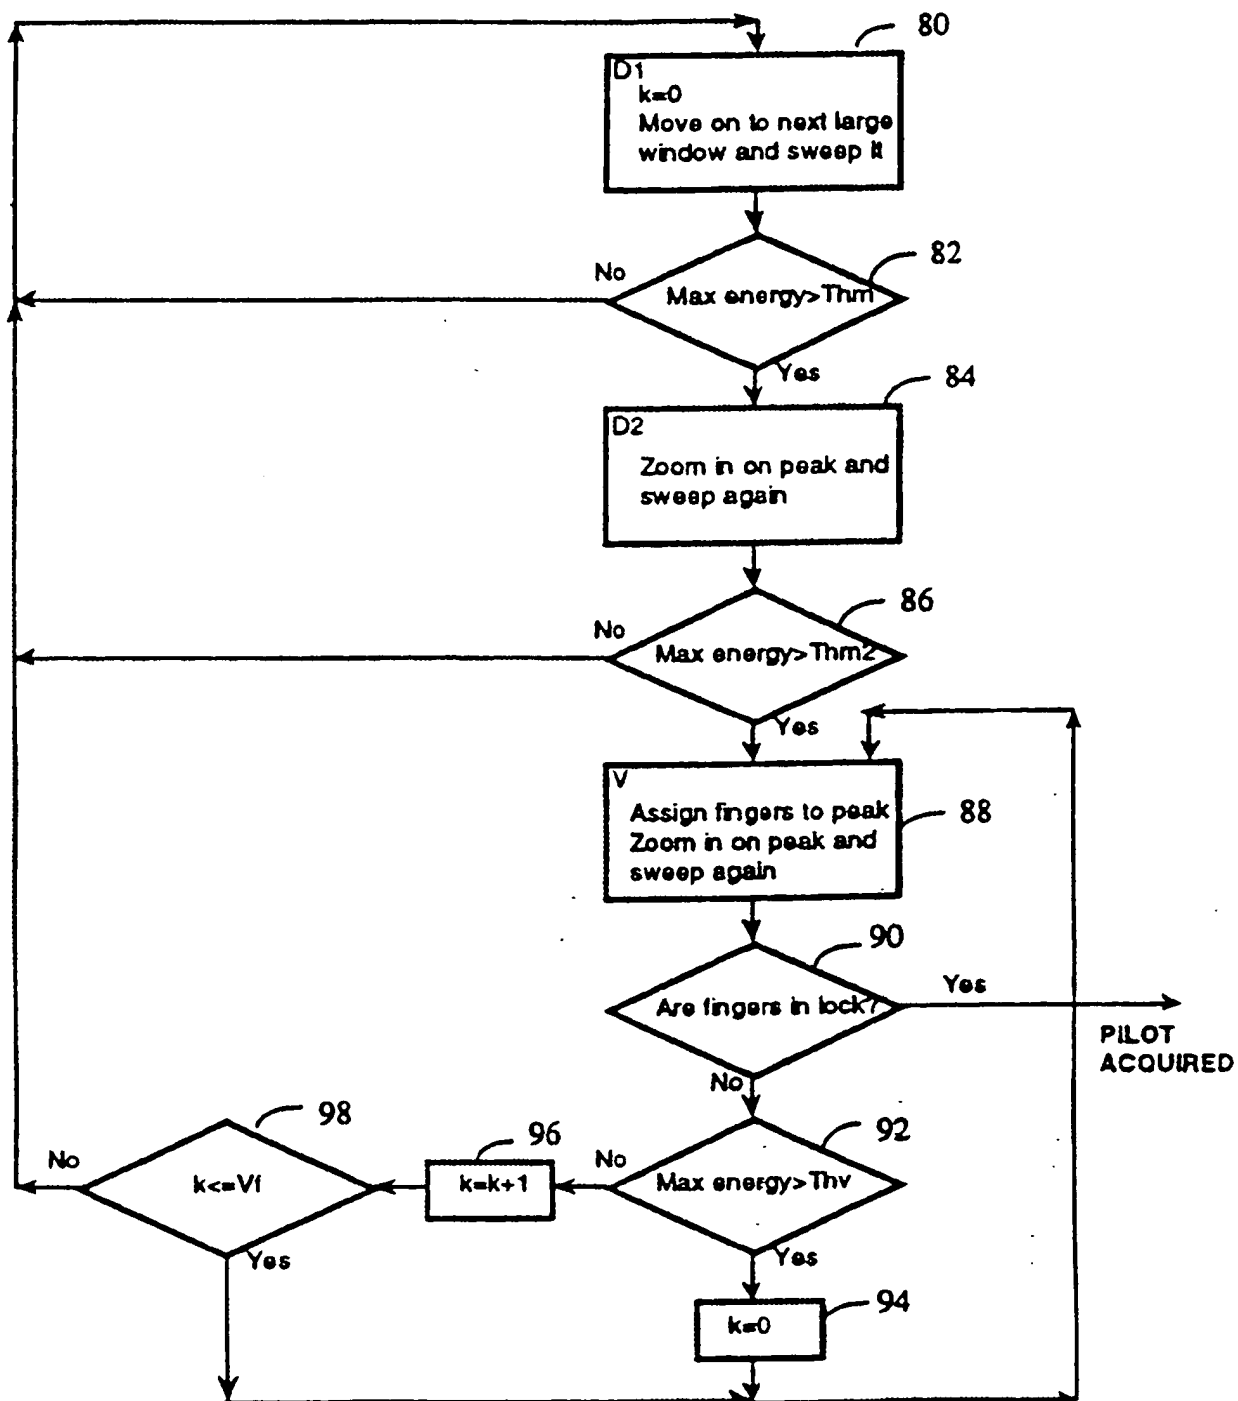 80
D1
k=0
Move on to next large
window and sweep it
82
No
Max energy>Thm
Yes
84
D2
Zoom in on peak and
sweep again
86
No
Max energy>Thm2
Yes
V
Assign fingers to peak
Zoom in on peak and
sweep again
88
90
Are fingers in lock?
Yes
PILOT
ACQUIRED
No
98
No
k<=Vf
Yes
96
k=k+1
92
No
Max energy>Thv
Yes
94
k=0